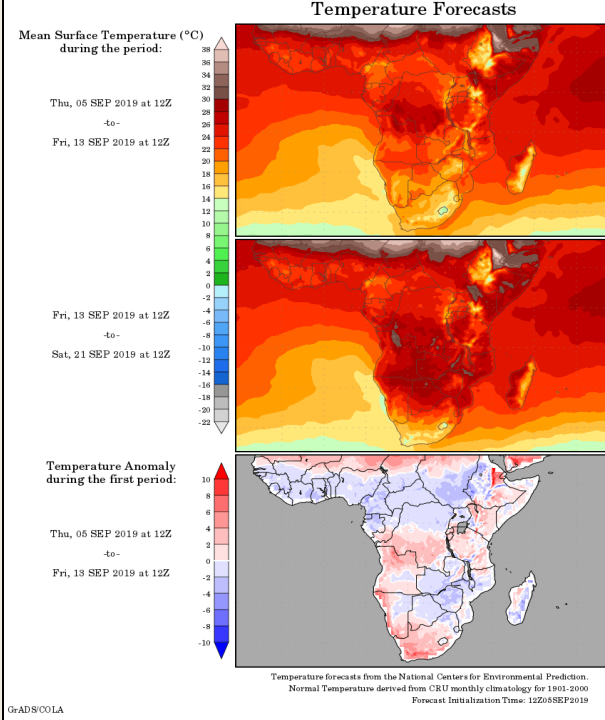 Temperature Forecasts
Mean Surface Temperature (°C)
during the period:
Thu, 05 SEP 2019 at 12Z
-to-
Fri, 13 SEP 2019 at 12Z
38
36
34
32
30
28
26
24
22
20
18
16
14
12
10
8
6
4
2
0
-2
-4
-6
-8
-10
-12
-14
-16
-18
-20
-22
Fri, 13 SEP 2019 at 12Z
-to-
Sat, 21 SEP 2019 at 12Z
Temperature Anomaly
during the first period:
Thu, 05 SEP 2019 at 12Z
-to-
Fri, 13 SEP 2019 at 12Z
10
8
6
4
2
0
-2
-4
-6
-8
-10
Temperature forecasts from the National Centers for Environmental Prediction.
Normal Temperature derived from CRU monthly climatology for 1901-2000
Forecast Initialization Time: 12Z05SEP2019
GrADS/COLA